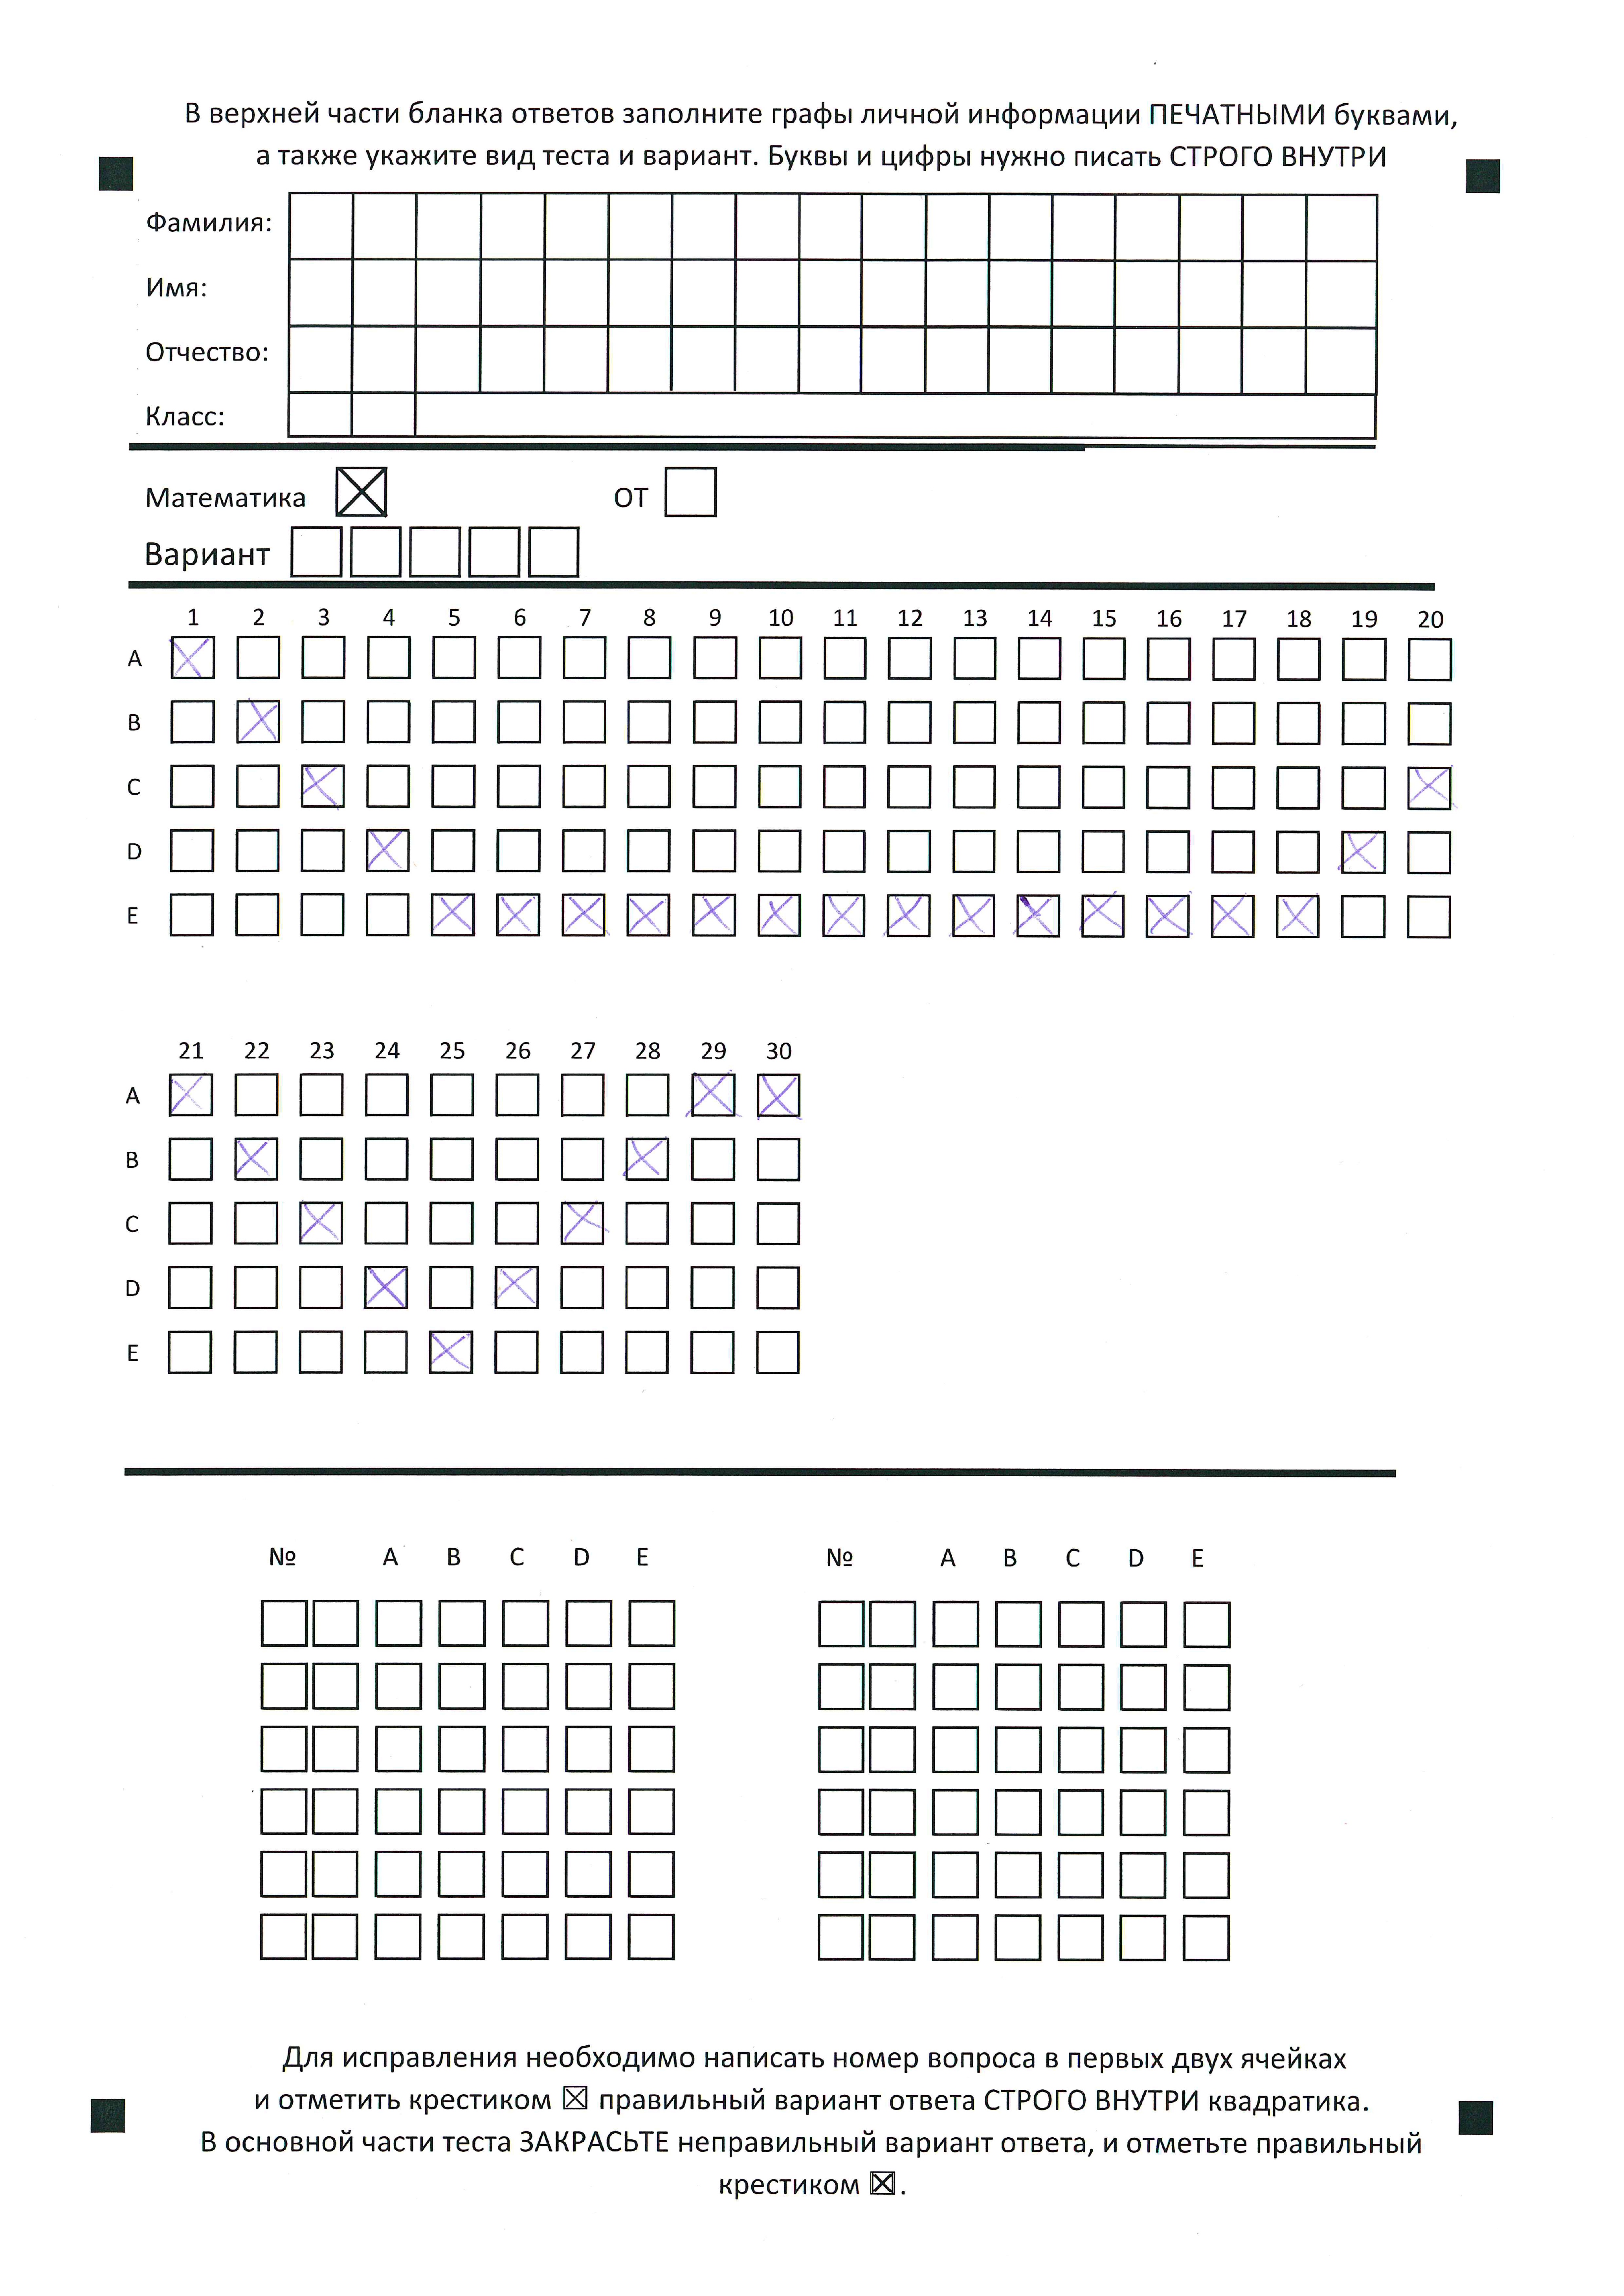 В верхней части бланка ответов заполните графы личной информации ПЕЧАТНЫМИ буквами,
а также укажите вид теста и вариант. Буквы и цифры нужно писать СТРОГО ВНУТРИ
Фамилия:
Имя:
Отчество:
Класс:
Математика ОТ
Вариант
1 2 3 4 5 6 7 8 9 10 11 12 13 14 15 16 17 18 19 20
A
B
C
D
E
21 22 23 24 25 26 27 28 29 30
A
B
C
D
E
№ A B C D E № A B C D E
Для исправления необходимо написать номер вопроса в первых двух ячейках
и отметить крестиком ☒ правильный вариант ответа СТРОГО ВНУТРИ квадратика.
В основной части теста ЗАКРАСЬТЕ неправильный вариант ответа, и отметьте правильный
крестиком ☒.